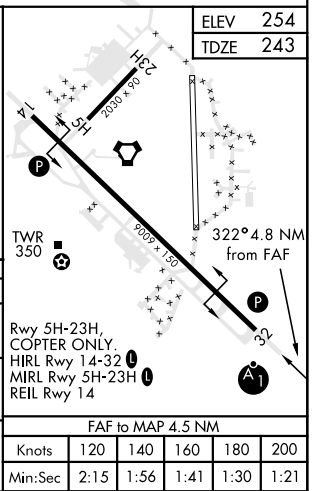 ELEV 254
TDZE 243
23H
2030 x 90
5H
14
P
9009 x 150
TWR
350
322° 4.8 NM
from FAF
P
32
A1
Rwy 5H-23H,
COPTER ONLY.
HIRL Rwy 14-32 L
MIRL Rwy 5H-23H L
REIL Rwy 14
FAF to MAP 4.5 NM
Knots 120 140 160 180 200
Min:Sec 2:15 1:56 1:41 1:30 1:21